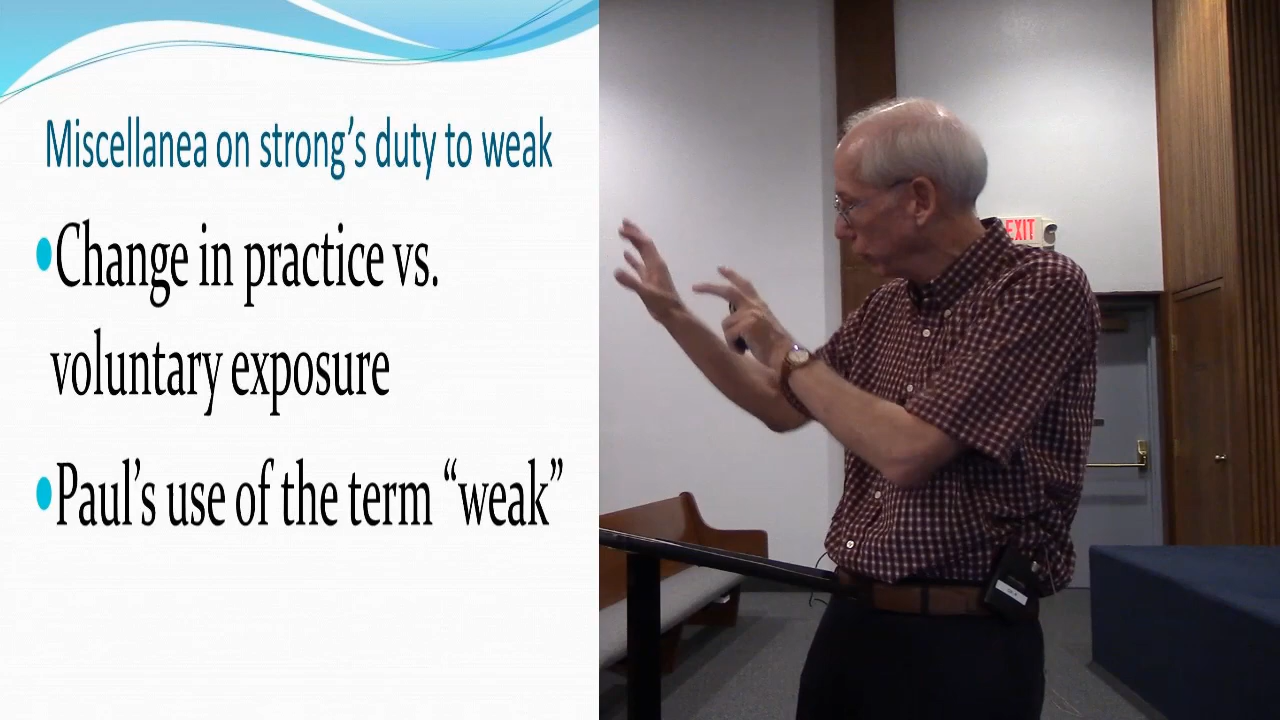 Miscellanea on strong’s duty to weak
•Change in practice vs.
voluntary exposure
•Paul’s use of the term “weak”
EXIT